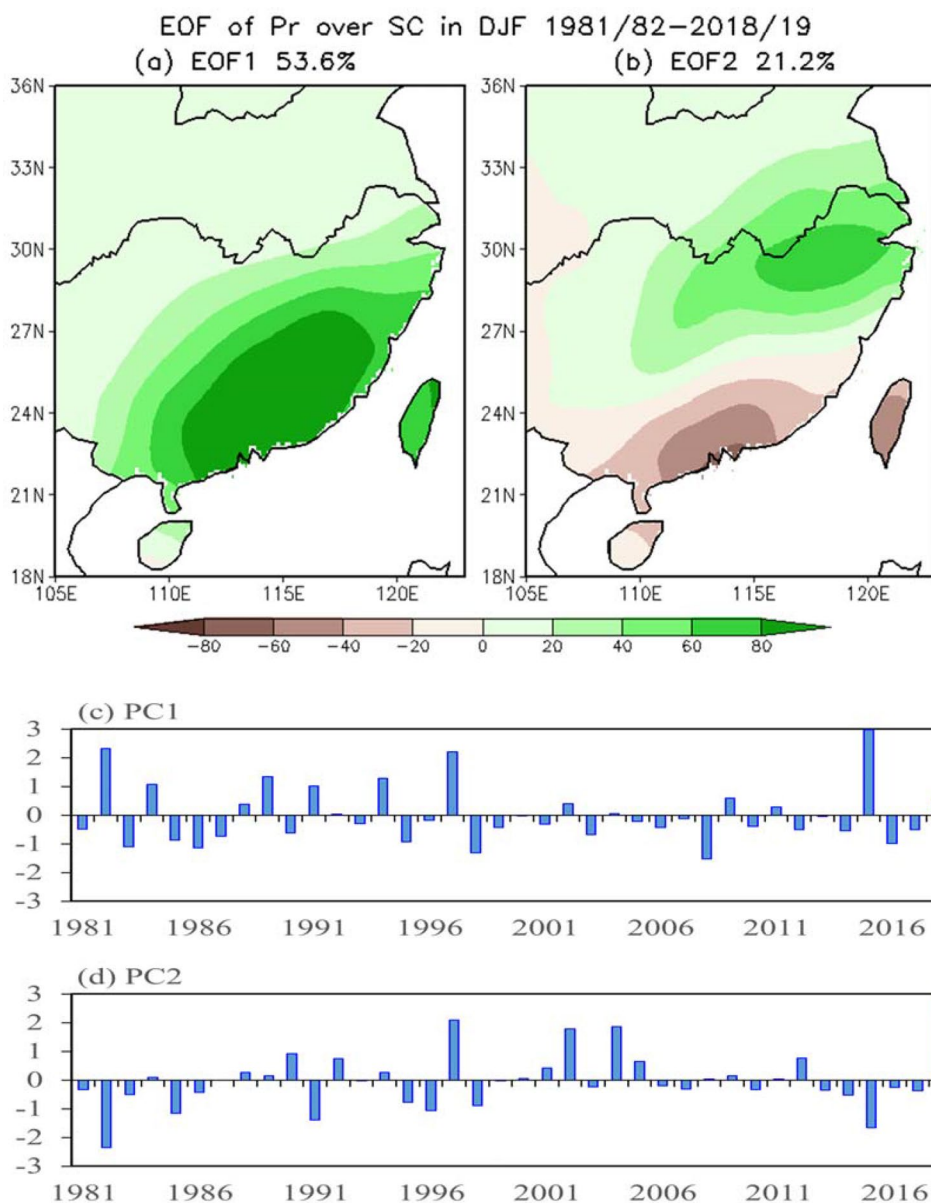 EOF of Pr over SC in DJF 1981/82−2018/19
(a) EOF1 53.6%
(b) EOF2 21.2%
36N
33N
30N
27N
24N
21N
18N
105E 110E 115E 120E
36N
33N
30N
27N
24N
21N
18N
105E 110E 115E 120E
−80 −60 −40 −20 0 20 40 60 80
(c) PC1
3
2
1
0
-1
-2
-3
1981 1986 1991 1996 2001 2006 2011 2016
(d) PC2
3
2
1
0
-1
-2
-3
1981 1986 1991 1996 2001 2006 2011 2016